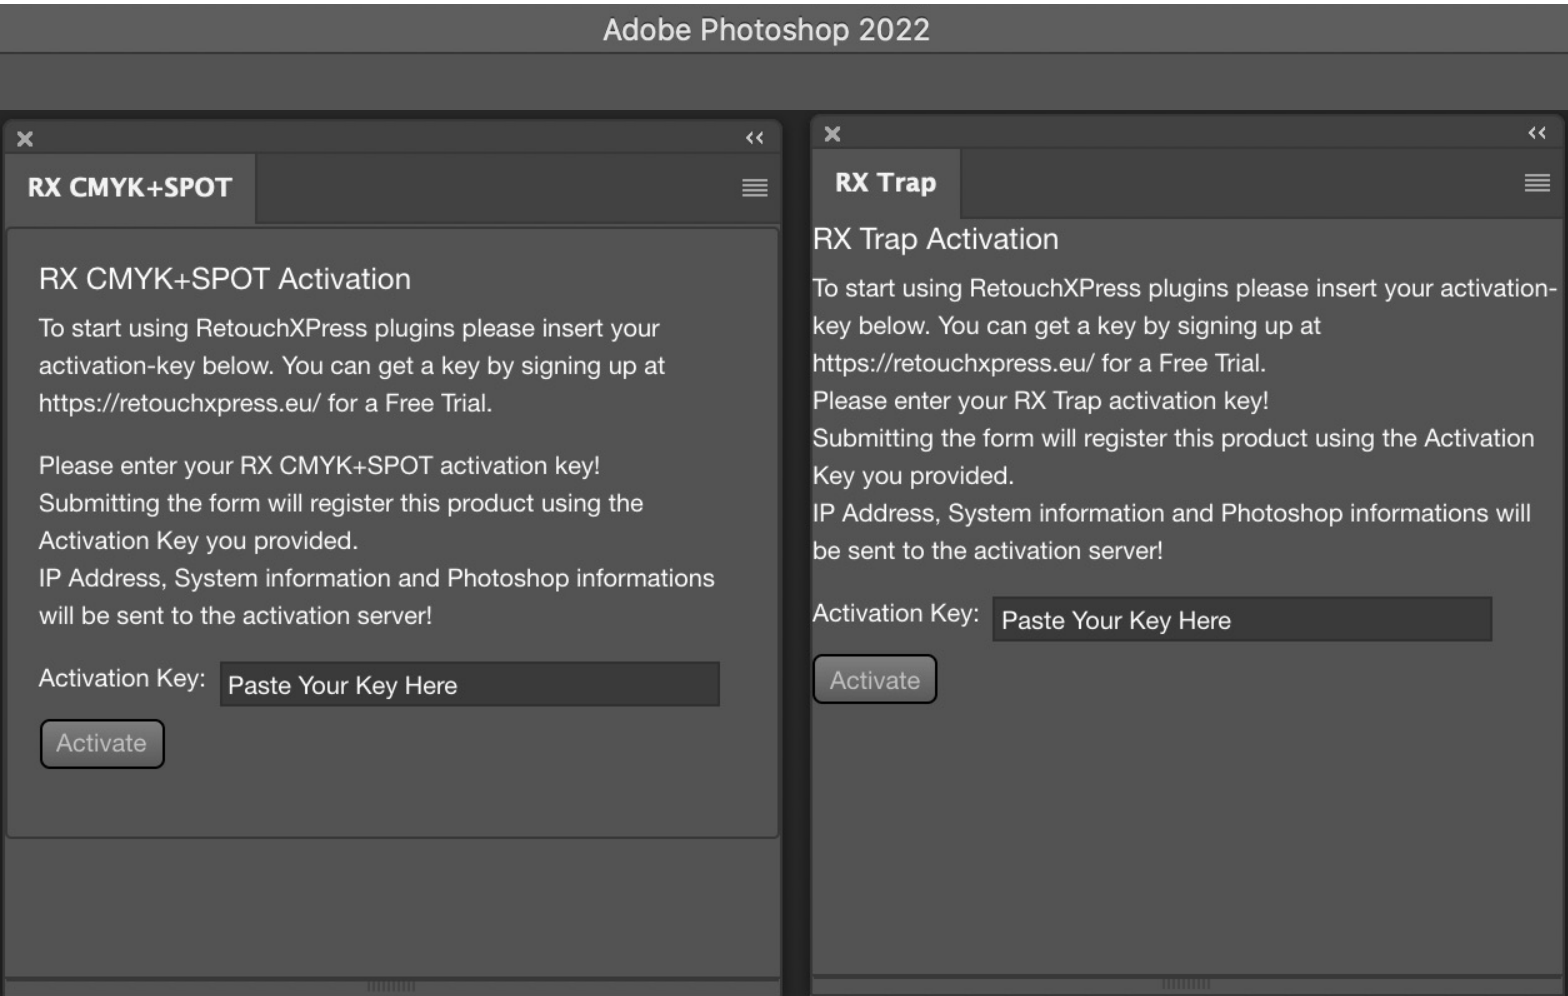 Adobe Photoshop 2022
RX CMYK+SPOT
RX CMYK+SPOT Activation
To start using RetouchXPress plugins please insert your
activation-key below. You can get a key by signing up at
https://retouchxpress.eu/ for a Free Trial.
Please enter your RX CMYK+SPOT activation key!
Submitting the form will register this product using the
Activation Key you provided.
IP Address, System information and Photoshop informations
will be sent to the activation server!
Activation Key: Paste Your Key Here
Activate
RX Trap
RX Trap Activation
To start using RetouchXPress plugins please insert your activation-
key below. You can get a key by signing up at
https://retouchxpress.eu/ for a Free Trial.
Please enter your RX Trap activation key!
Submitting the form will register this product using the Activation
Key you provided.
IP Address, System information and Photoshop informations will
be sent to the activation server!
Activation Key: Paste Your Key Here
Activate